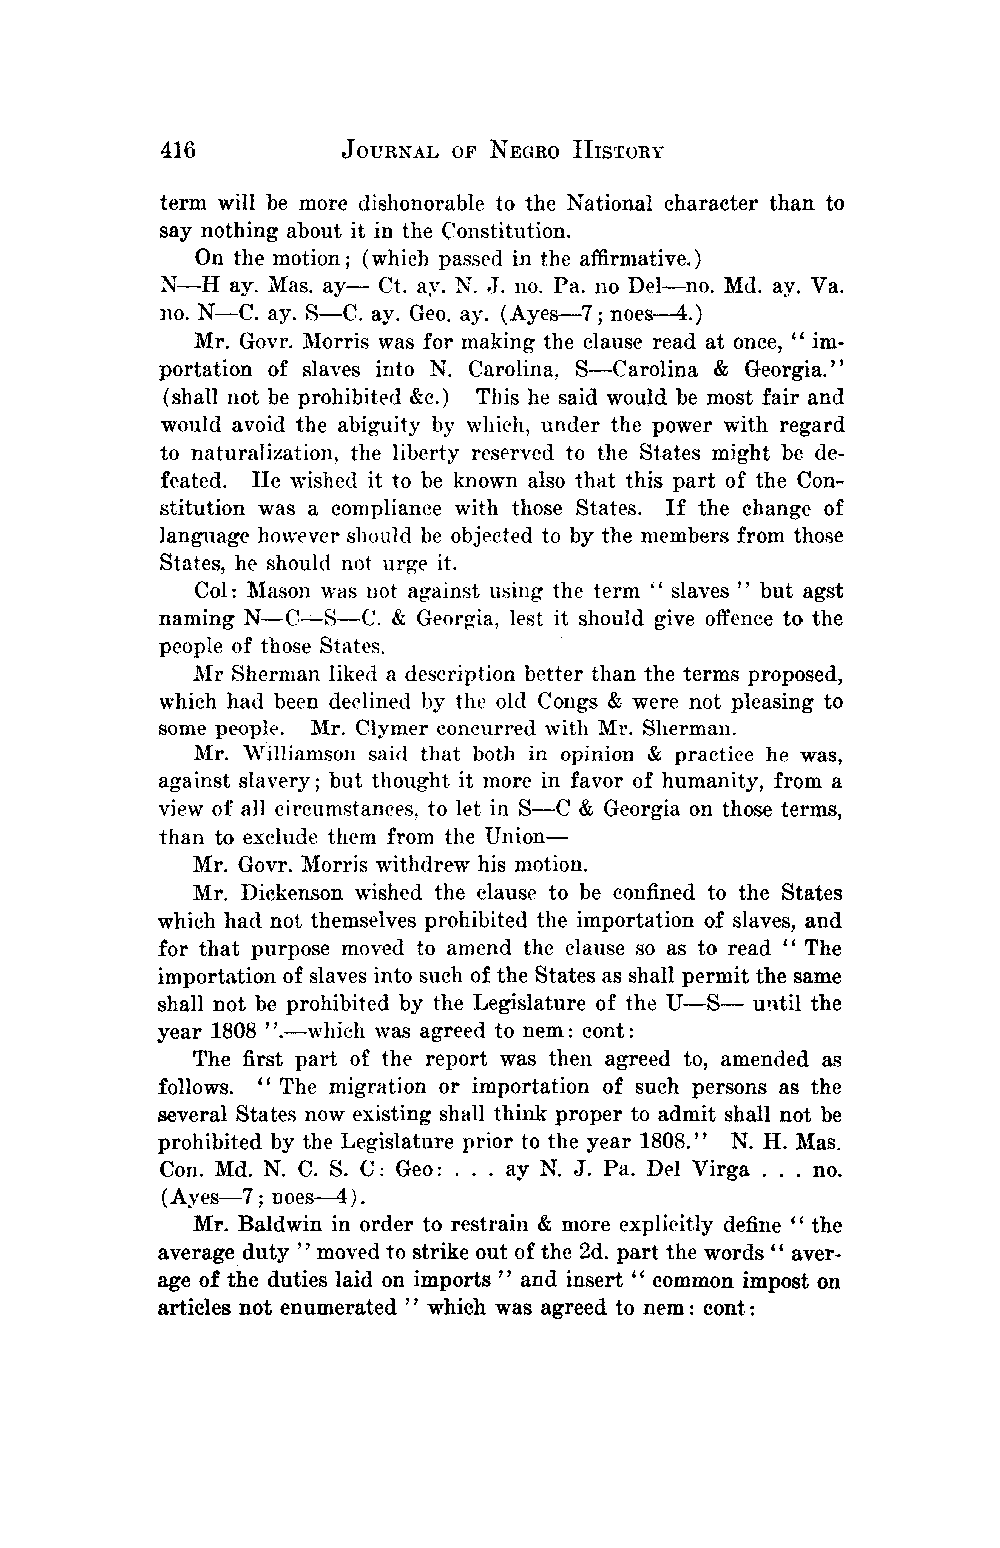 416 JOURNAL OF NEGRO HISTORY
term will be more dishonorable to the National character than to
say nothing about it in the Constitution.
On the motion; (which passed in the affirmative.)
N—H ay. Mas. ay— Ct. ay. N. J. no. Pa. no Del—no. Md. ay. Va.
no. N—C. ay. S—C. ay. Geo. ay. (Ayes—7; noes—4.)
Mr. Govr. Morris was for making the clause read at once, "im-
portation of slaves into N. Carolina, S—Carolina & Georgia."
(shall not be prohibited &c.) This he said would be most fair and
would avoid the abiguity by which, under the power with regard
to naturalization, the liberty reserved to the States might be de-
feated. He wished it to be known also that this part of the Con-
stitution was a compliance with those States. If the change of
language however should be objected to by the members from those
States, he should not urge it.
Col: Mason was not against using the term "slaves" but agst
naming N—C—S—C. & Georgia, lest it should give offence to the
people of those States.
Mr Sherman liked a description better than the terms proposed,
which had been declined by the old Congs & were not pleasing to
some people. Mr. Clymer concurred with Mr. Sherman.
Mr. Williamson said that both in opinion & practice he was,
against slavery; but thought it more in favor of humanity, from a
view of all circumstances, to let in S—C & Georgia on those terms,
than to exclude them from the Union—
Mr. Govr. Morris withdrew his motion.
Mr. Dickenson wished the clause to be confined to the States
which had not themselves prohibited the importation of slaves, and
for that purpose moved to amend the clause so as to read "The
importation of slaves into such of the States as shall permit the same
shall not be prohibited by the Legislature of the U—S— until the
year 1808".—which was agreed to nem: cont:
The first part of the report was then agreed to, amended as
follows. "The migration or importation of such persons as the
several States now existing shall think proper to admit shall not be
prohibited by the Legislature prior to the year 1808." N. H. Mas.
Con. Md. N. C. S. C: Geo: . . . ay N. J. Pa. Del Virga . . . no.
(Ayes—7; noes—4).
Mr. Baldwin in order to restrain & more explicitly define "the
average duty" moved to strike out of the 2d. part the words "aver-
age of the duties laid on imports" and insert "common impost on
articles not enumerated" which was agreed to nem: cont: